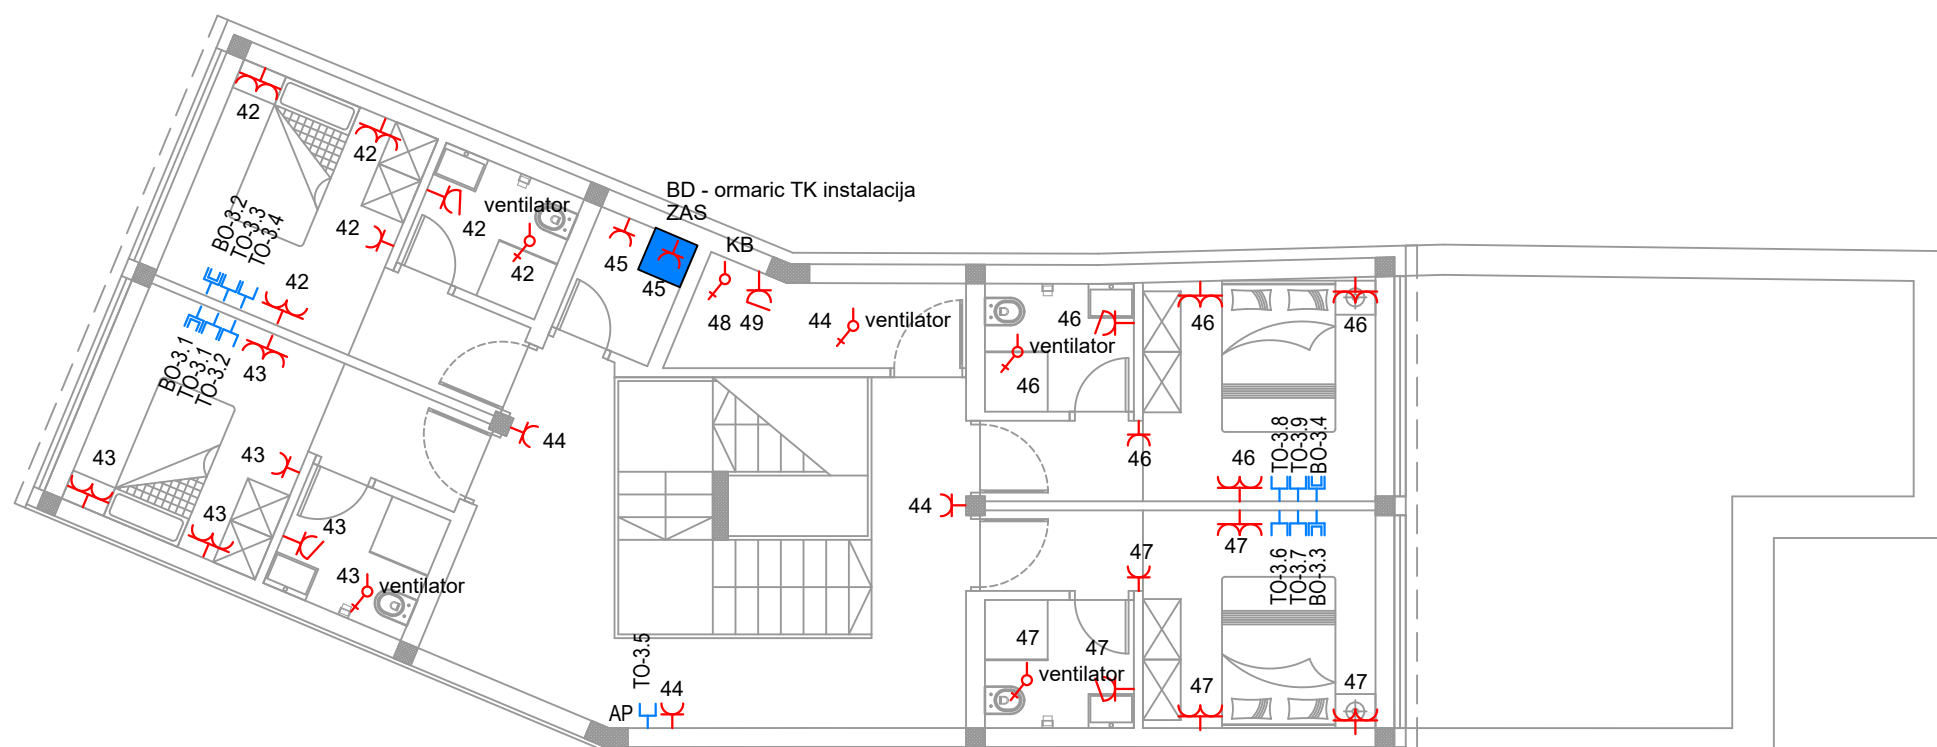 42
42
BD - ormaric TK instalacija
ZAS
ventilator
42
42
42
KB
BO-3.2
TO-3.3
TO-3.4
45
45
42
42
48
49
44
ventilator
46
ventilator
46
46
46
BO-3.1
TO-3.1
TO-3.2
43
44
43
43
46
46
TO-3.8
TO-3.9
BO-3.4
44
43
43
43
ventilator
47
47
TO-3.6
TO-3.7
BO-3.3
47
47
ventilator
47
47
TO-3.5
44
AP